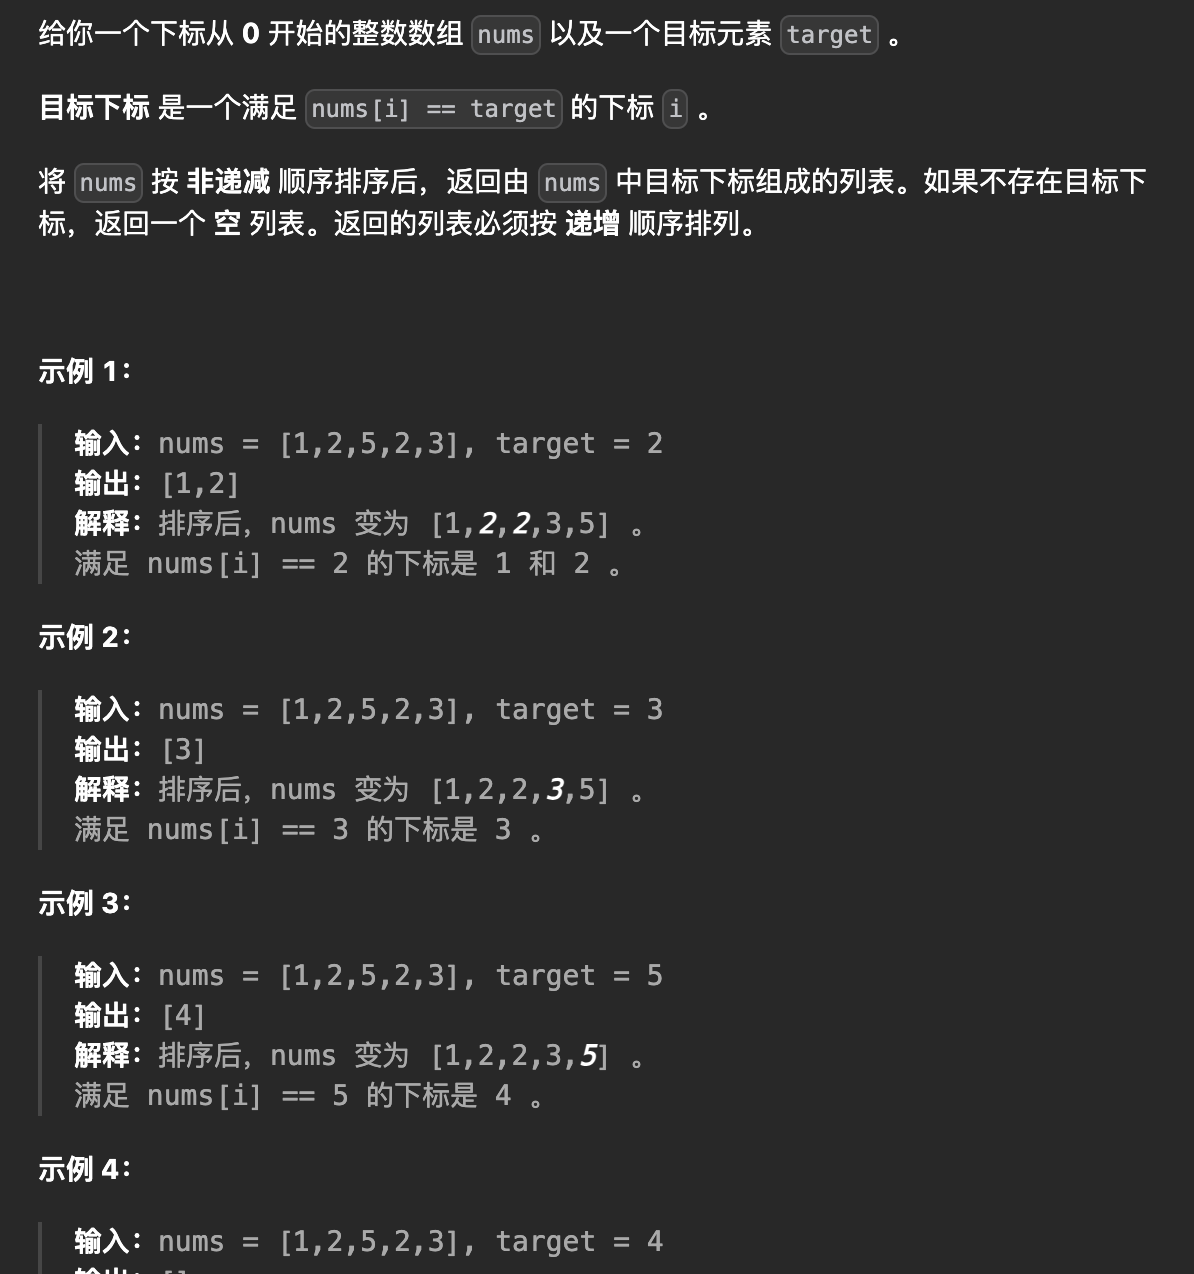 给你一个下标从 0 开始的整数数组 nums 以及一个目标元素 target 。
目标下标 是一个满足 nums[i] == target 的下标 i 。
将 nums 按 非递减 顺序排序后，返回由 nums 中目标下标组成的列表。如果不存在目标下
标，返回一个 空 列表。返回的列表必须按 递增 顺序排列。
示例 1：
输入：nums = [1,2,5,2,3], target = 2
输出：[1,2]
解释：排序后，nums 变为 [1,2,2,3,5] 。
满足 nums[i] == 2 的下标是 1 和 2 。
示例 2：
输入：nums = [1,2,5,2,3], target = 3
输出：[3]
解释：排序后，nums 变为 [1,2,2,3,5] 。
满足 nums[i] == 3 的下标是 3 。
示例 3：
输入：nums = [1,2,5,2,3], target = 5
输出：[4]
解释：排序后，nums 变为 [1,2,2,3,5] 。
满足 nums[i] == 5 的下标是 4 。
示例 4：
输入：nums = [1,2,5,2,3], target = 4